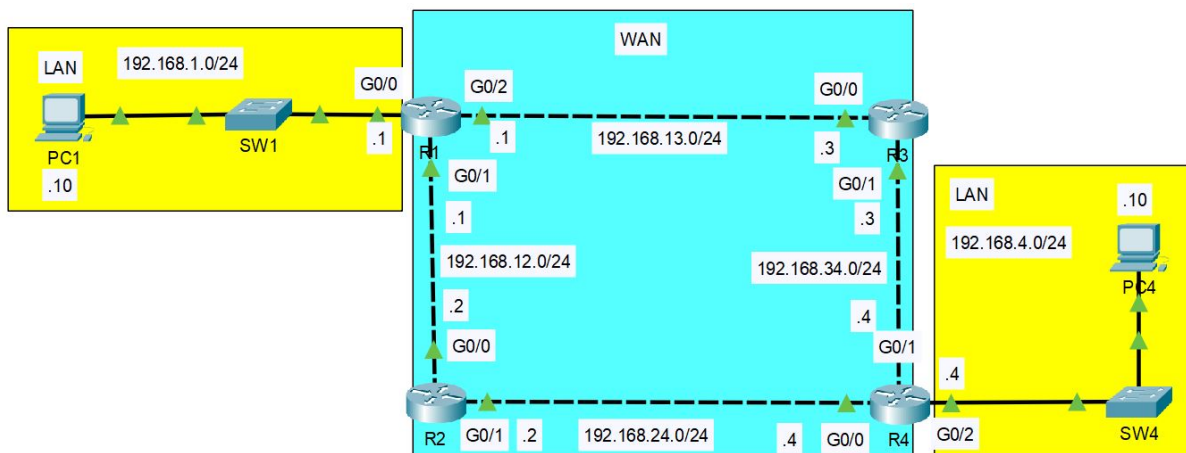 WAN
LAN
192.168.1.0/24
G0/0
G0/2
G0/0
PC1
SW1
.1
R1
.1
192.168.13.0/24
.3
R3
.10
G0/1
G0/1
LAN
.10
.1
.3
192.168.4.0/24
192.168.12.0/24
192.168.34.0/24
PC4
.2
.4
G0/0
G0/1
.4
R2
G0/1
.2
192.168.24.0/24
.4
G0/0
R4
G0/2
SW4